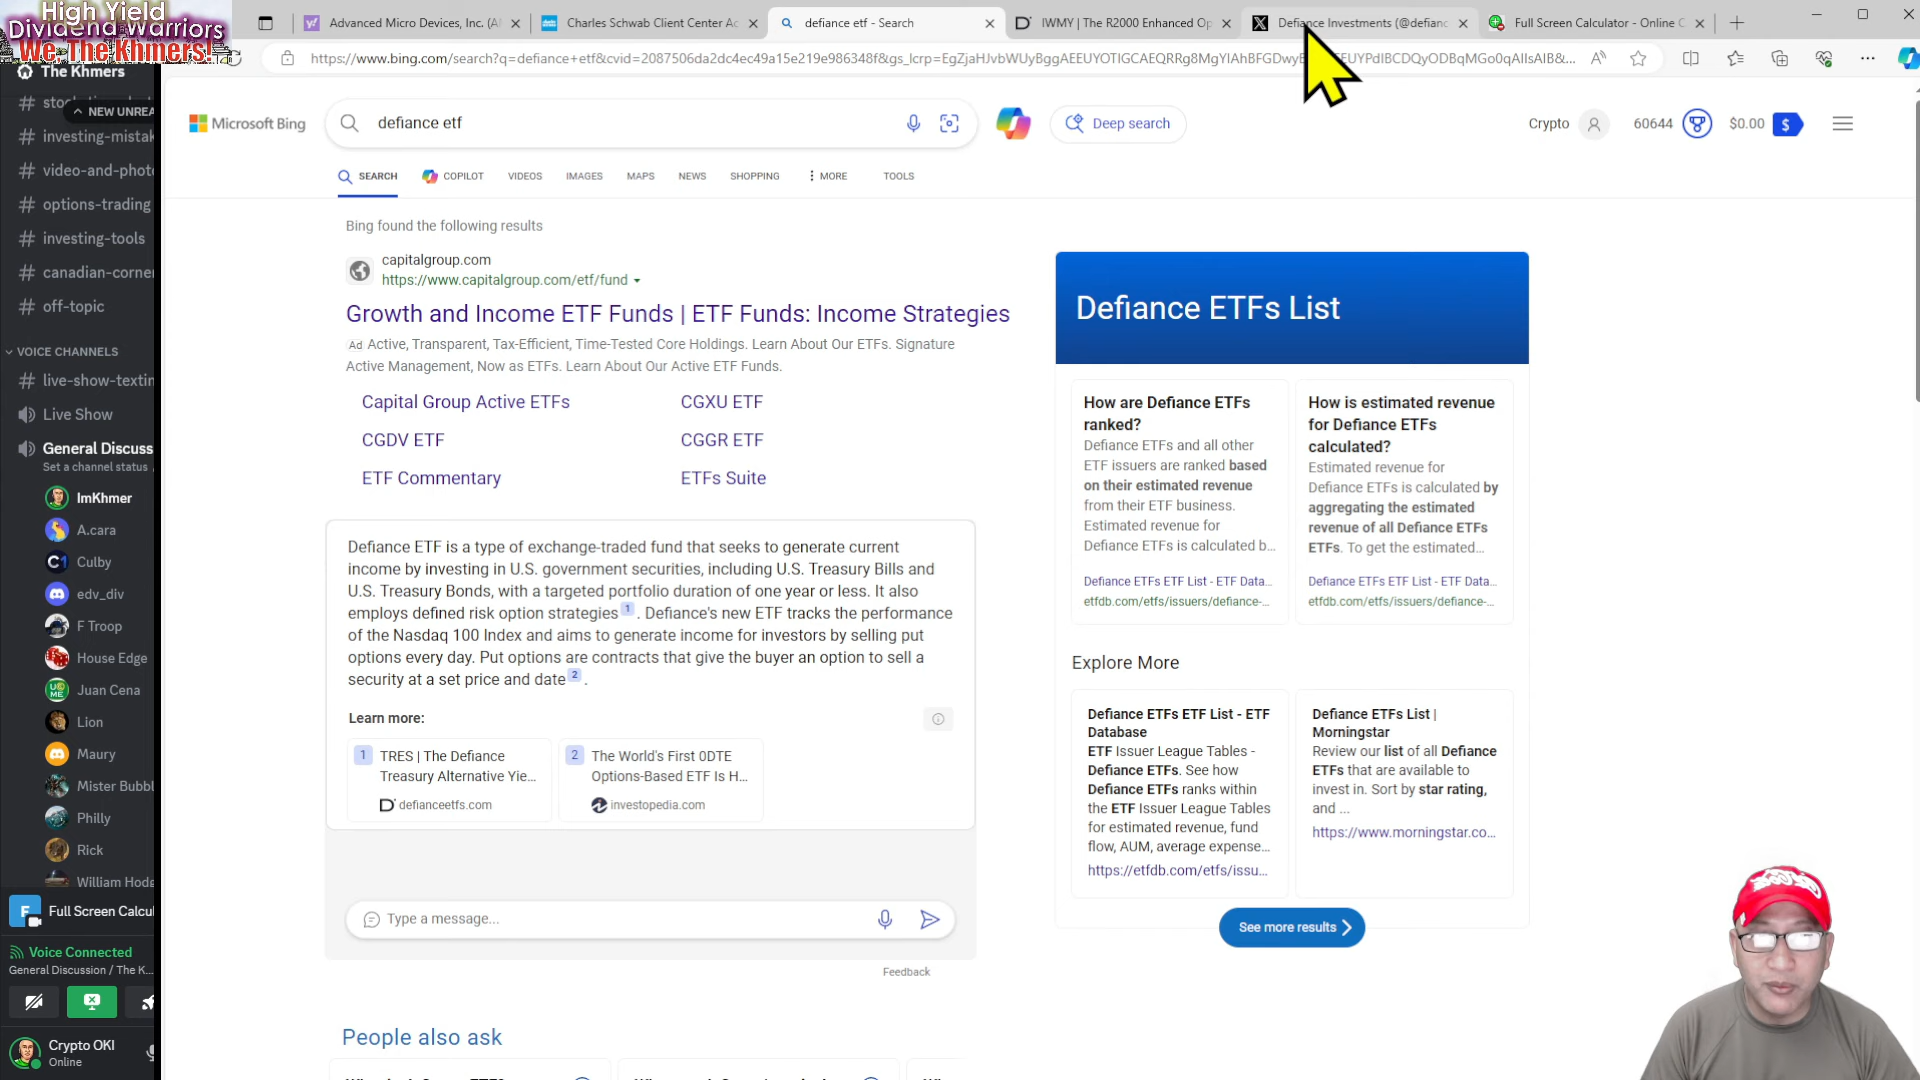 High Yield
Dividend Warriors
We The Khmers!
The Khmers
NEW UNREA
investing-mistak
video-and-photo
options-trading
investing-tools
canadian-corner
off-topic
VOICE CHANNELS
live-show-textin
Live Show
General Discuss
Set a channel status
ImKhmer
A.cara
Culby
edv_div
F Troop
House Edge
Juan Cena
Lion
Maury
Mister Bubbl
Philly
Rick
William Hodg
Full Screen Calcul
Voice Connected
General Discussion / The K...
Crypto OKI
Online
Advanced Micro Devices, Inc. (A
Charles Schwab Client Center Ac
defiance etf - Search
IWMY | The R2000 Enhanced Op
Defiance Investments (@defianc
Full Screen Calculator - Online C
Microsoft Bing
defiance etf
Deep search
Crypto
60644
$0.00
SEARCH
COPILOT
VIDEOS
IMAGES
MAPS
NEWS
SHOPPING
MORE
TOOLS
Bing found the following results
capitalgroup.com
https://www.capitalgroup.com/etf/fund
Growth and Income ETF Funds | ETF Funds: Income Strategies
Ad Active, Transparent, Tax-Efficient, Time-Tested Core Holdings. Learn About Our ETFs. Signature
Active Management, Now as ETFs. Learn About Our Active ETF Funds.
Capital Group Active ETFs
CGXU ETF
CGDV ETF
CGGR ETF
ETF Commentary
ETFs Suite
Defiance ETF is a type of exchange-traded fund that seeks to generate current
income by investing in U.S. government securities, including U.S. Treasury Bills and
U.S. Treasury Bonds, with a targeted portfolio duration of one year or less. It also
employs defined risk option strategies 1 . Defiance's new ETF tracks the performance
of the Nasdaq 100 Index and aims to generate income for investors by selling put
options every day. Put options are contracts that give the buyer an option to sell a
security at a set price and date 2 .
Learn more:
1 TRES | The Defiance
Treasury Alternative Yie...
defianceetfs.com
2 The World's First 0DTE
Options-Based ETF Is H...
investopedia.com
Type a message...
Feedback
People also ask
Defiance ETFs List
How are Defiance ETFs
ranked?
Defiance ETFs and all other
ETF issuers are ranked based
on their estimated revenue
from their ETF business.
Estimated revenue for
Defiance ETFs is calculated b...
Defiance ETFs ETF List - ETF Data...
etfdb.com/etfs/issuers/defiance-...
How is estimated revenue
for Defiance ETFs
calculated?
Estimated revenue for
Defiance ETFs is calculated by
aggregating the estimated
revenue of all Defiance ETFs
ETFs. To get the estimated...
Defiance ETFs ETF List - ETF Data...
etfdb.com/etfs/issuers/defiance-...
Explore More
Defiance ETFs ETF List - ETF
Database
ETF Issuer League Tables -
Defiance ETFs. See how
Defiance ETFs ranks within
the ETF Issuer League Tables
for estimated revenue, fund
flow, AUM, average expense...
https://etfdb.com/etfs/issu...
Defiance ETFs List |
Morningstar
Review our list of all Defiance
ETFs that are available to
invest in. Sort by star rating,
and ...
https://www.morningstar.co...
See more results